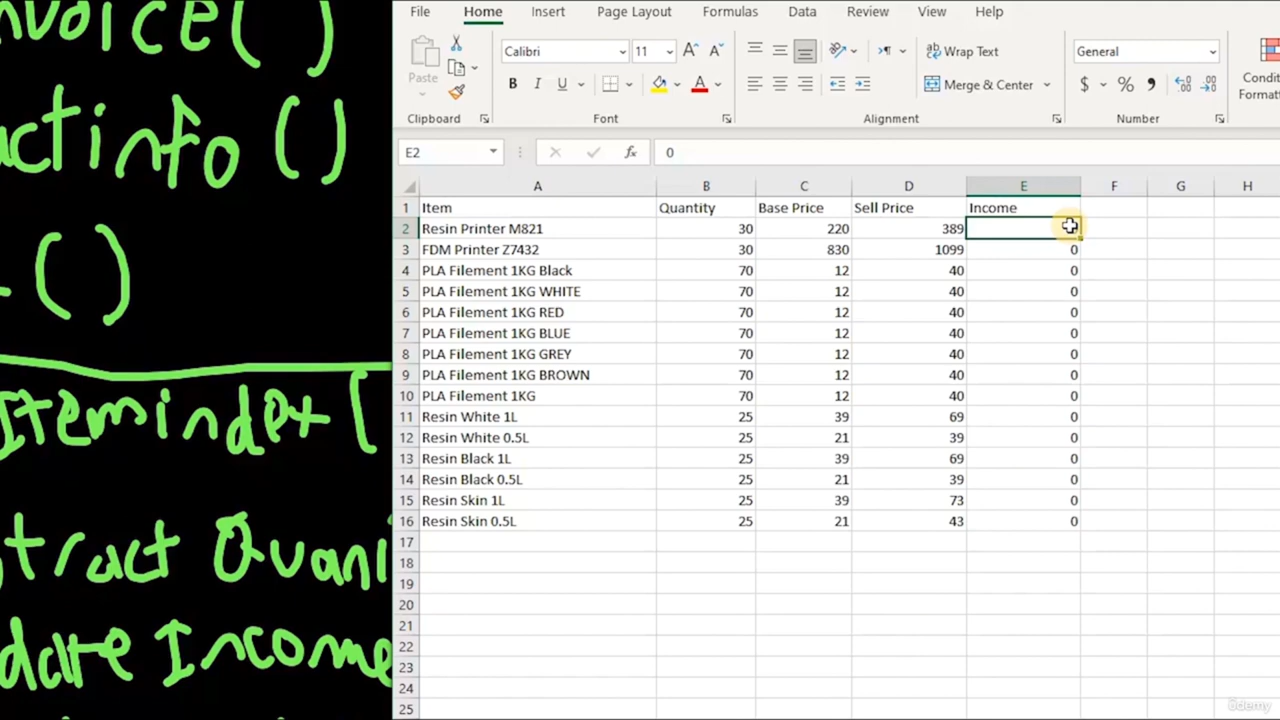 nvoice()
actinfo ()
()
Itemindex [
tract Quani
date Income
File Home Insert Page Layout Formulas Data Review View Help
Paste
Calibri 11 A A
B I U A
Wrap Text
Merge & Center
General
$ % ,
Condi
Format
Clipboard Font Alignment Number
E2 fx 0
A B C D E F G H
1 Item Quantity Base Price Sell Price Income
2 Resin Printer M821 30 220 389
3 FDM Printer Z7432 30 830 1099 0
4 PLA Filement 1KG Black 70 12 40 0
5 PLA Filement 1KG WHITE 70 12 40 0
6 PLA Filement 1KG RED 70 12 40 0
7 PLA Filement 1KG BLUE 70 12 40 0
8 PLA Filement 1KG GREY 70 12 40 0
9 PLA Filement 1KG BROWN 70 12 40 0
10 PLA Filement 1KG 70 12 40 0
11 Resin White 1L 25 39 69 0
12 Resin White 0.5L 25 21 39 0
13 Resin Black 1L 25 39 69 0
14 Resin Black 0.5L 25 21 39 0
15 Resin Skin 1L 25 39 73 0
16 Resin Skin 0.5L 25 21 43 0
17
18
19
20
21
22
23
24
25
ûdemy